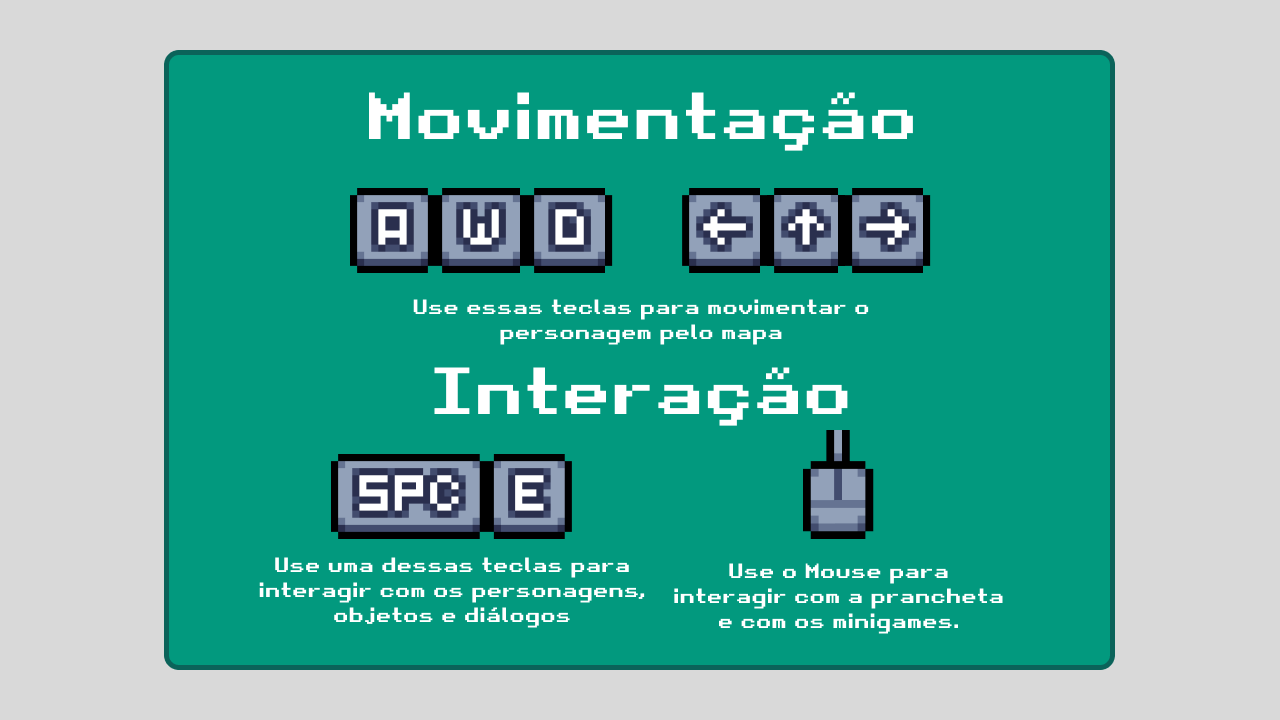 Movimentação
A W D ← ↑ →
Use essas teclas para movimentar o
personagem pelo mapa
Interação
SPC E
Use uma dessas teclas para
interagir com os personagens,
objetos e diálogos
Use o Mouse para
interagir com a prancheta
e com os minigames.